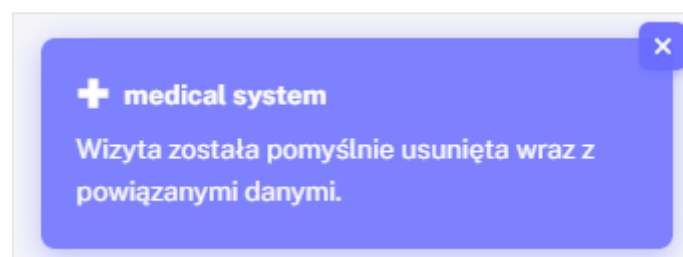 medical system
Wizyta została pomyślnie usunięta wraz z
powiązanymi danymi.